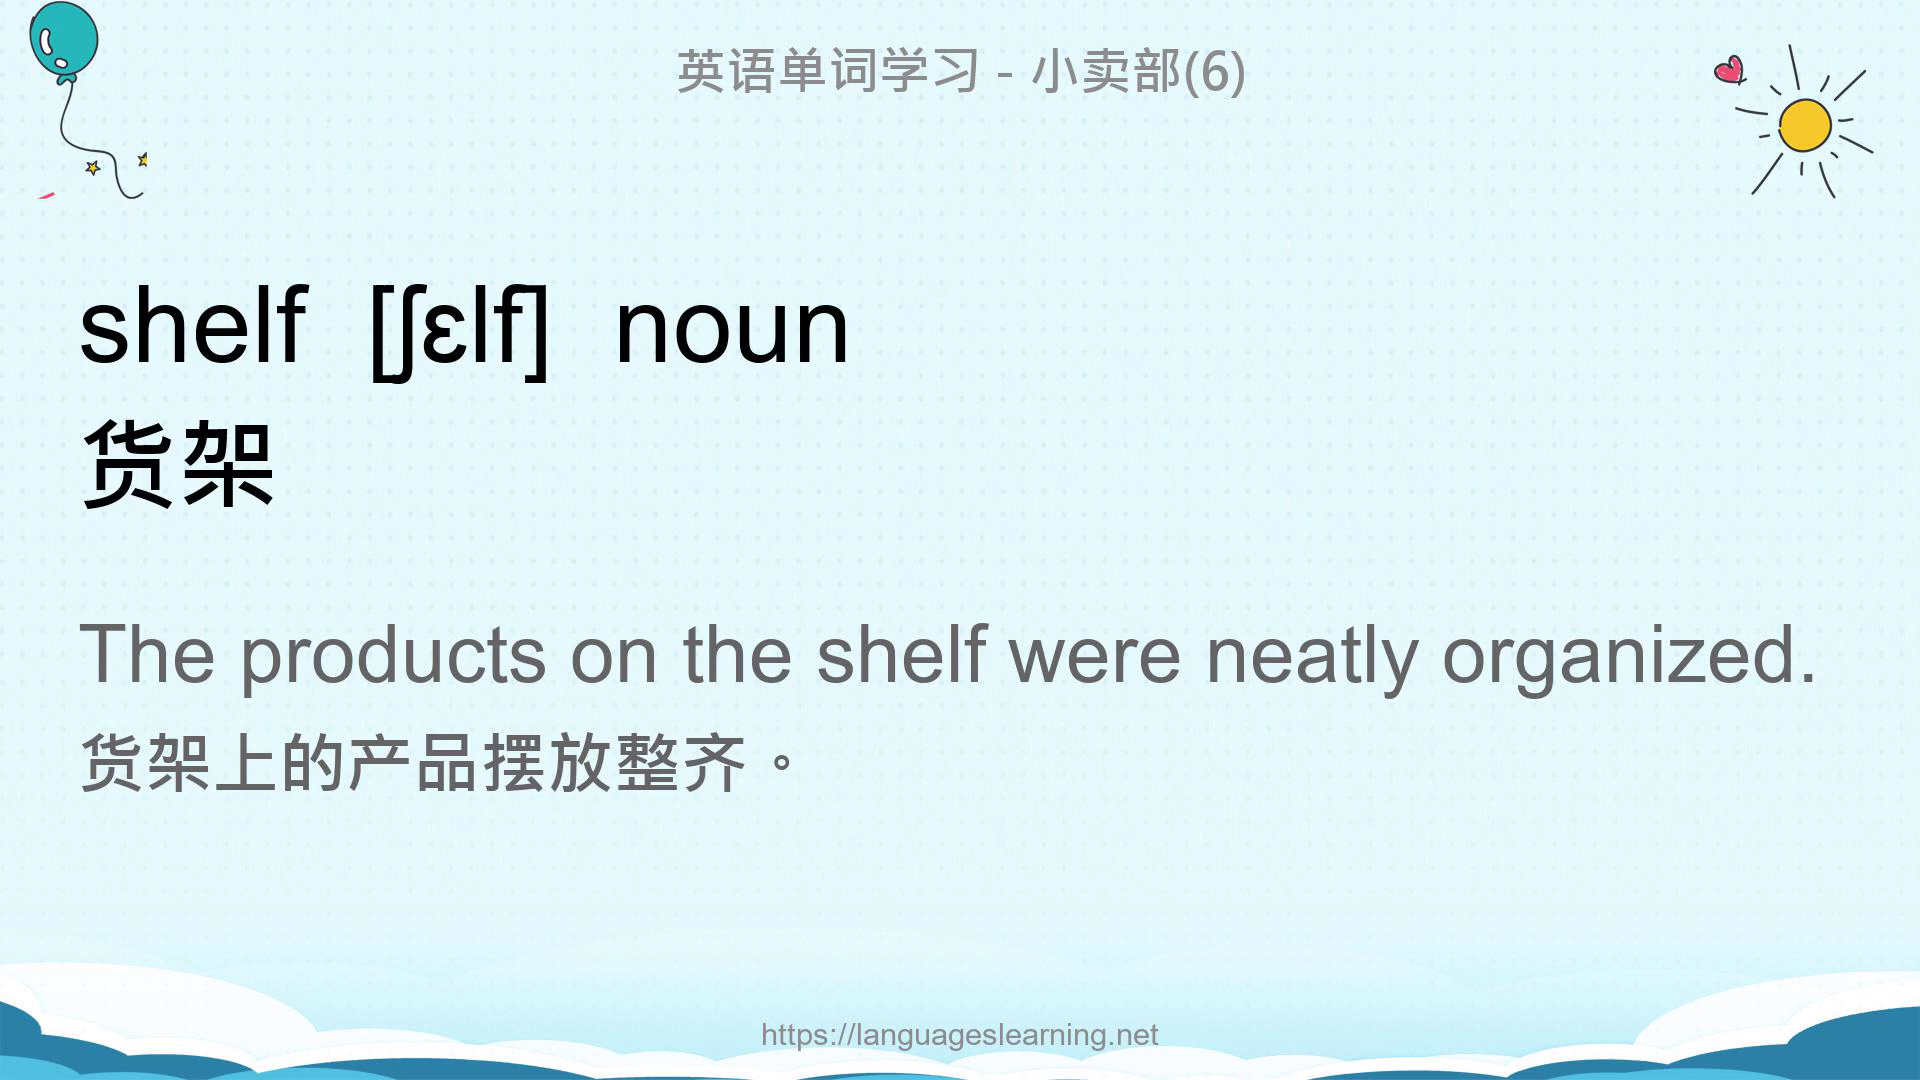 英语单词学习 - 小卖部(6)
shelf [ʃɛlf] noun
货架
The products on the shelf were neatly organized.
货架上的产品摆放整齐。
https://languageslearning.net